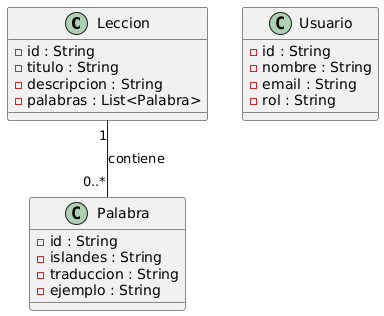 C Leccion
id : String
titulo : String
descripcion : String
palabras : List<Palabra>
C Usuario
id : String
nombre : String
email : String
rol : String
1
contiene
0..*
C Palabra
id : String
islandes : String
traduccion : String
ejemplo : String